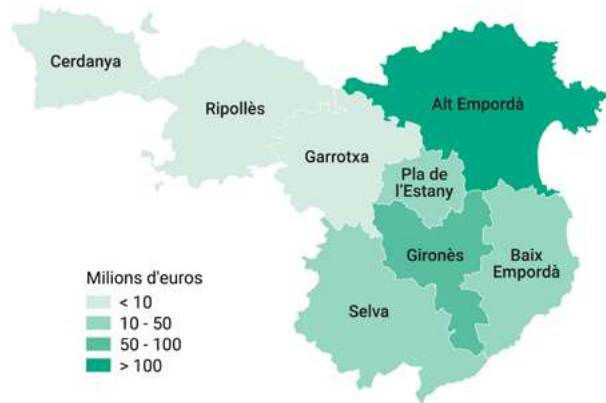 Cerdanya
Ripollès
Alt Empordà
Garrotxa
Pla de
l'Estany
Gironès
Baix
Empordà
Selva
Milions d'euros
< 10
10 - 50
50 - 100
> 100